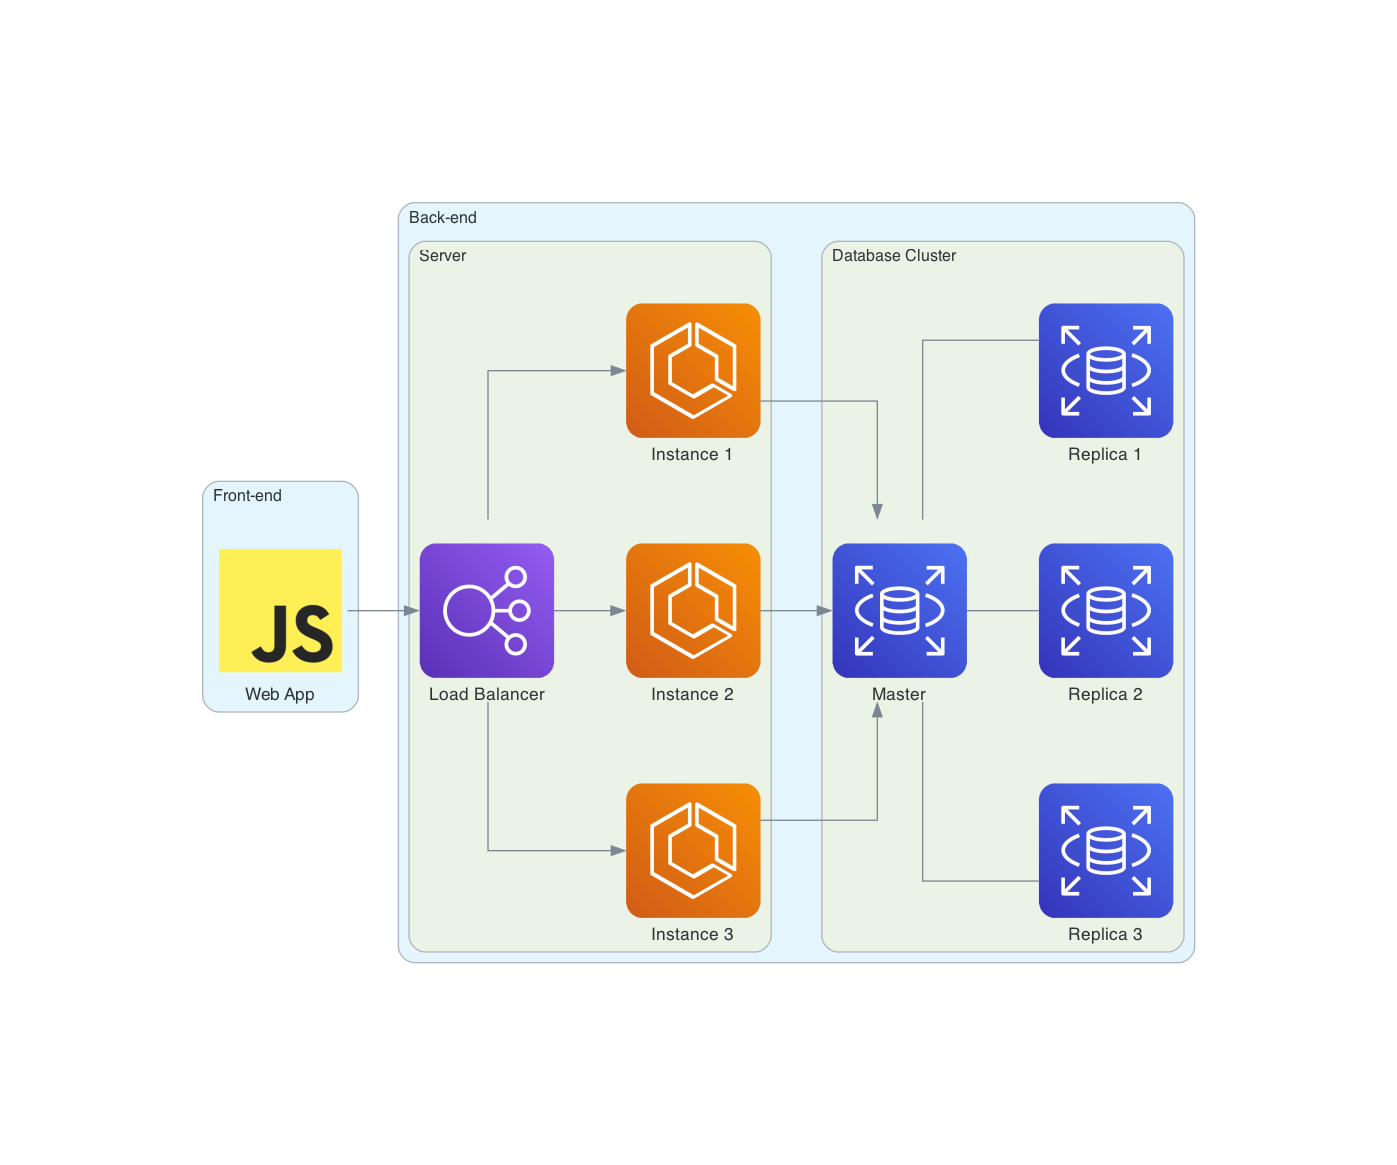 Back-end
Server
Database Cluster
Instance 1
Replica 1
Front-end
JS
Web App
Load Balancer
Instance 2
Master
Replica 2
Instance 3
Replica 3